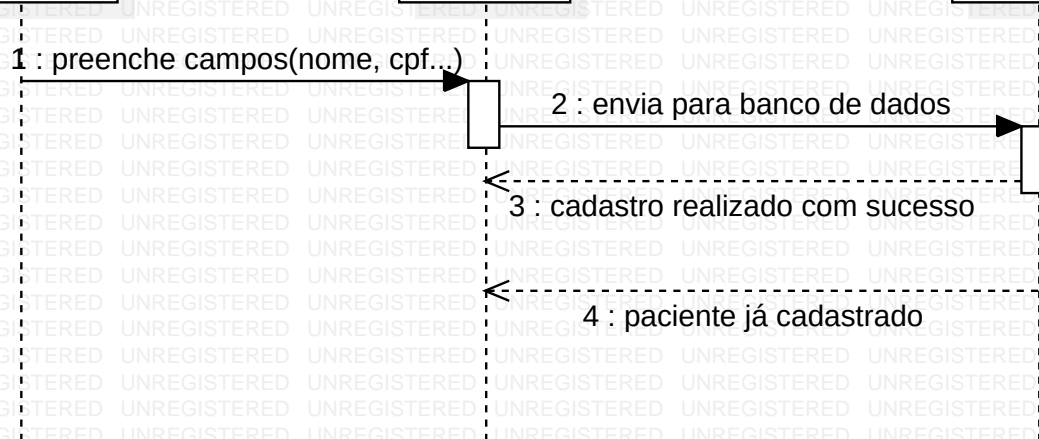 1 : preenche campos(nome, cpf...)
2 : envia para banco de dados
3 : cadastro realizado com sucesso
4 : paciente já cadastrado
UNREGISTERED